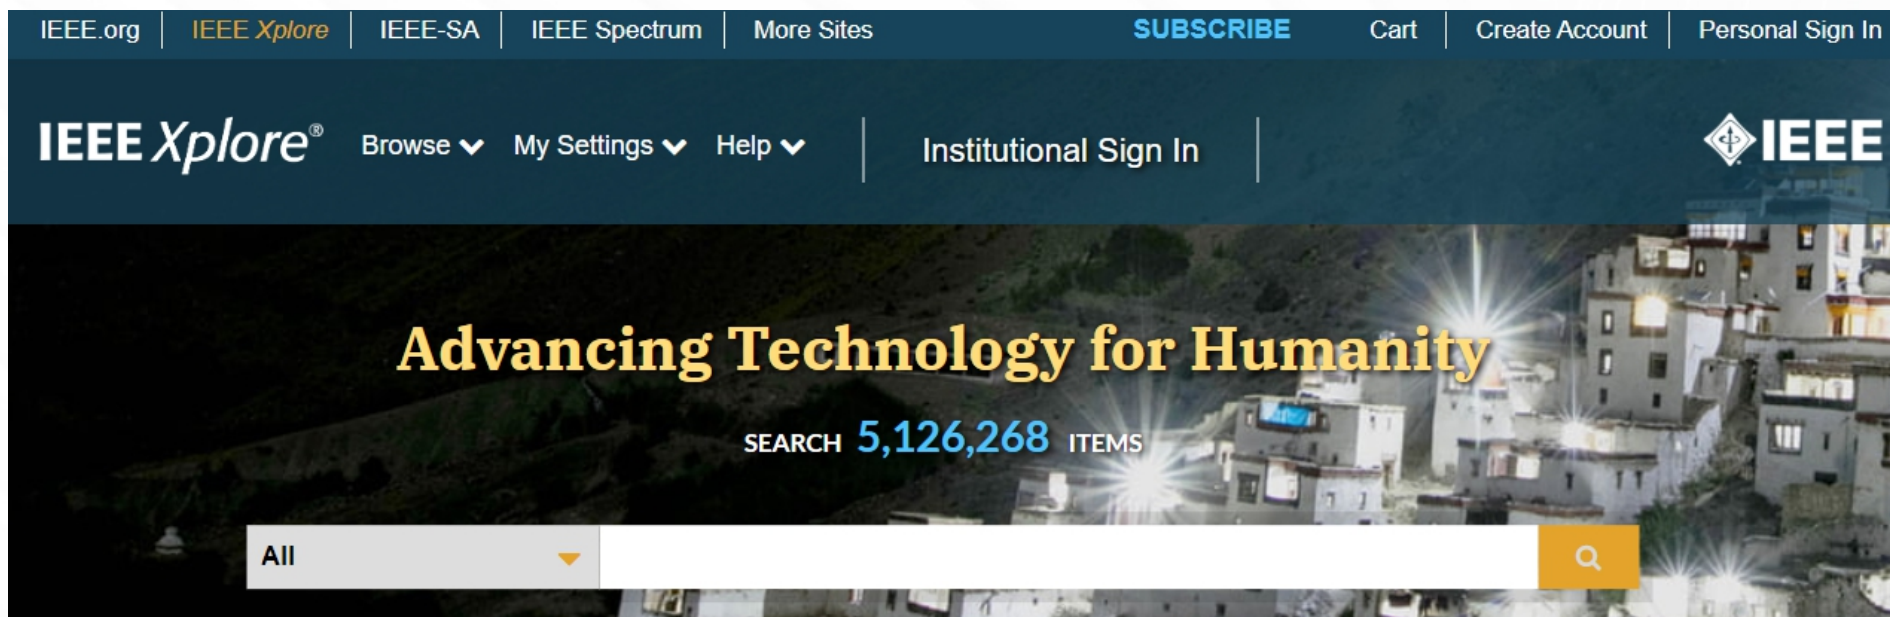 IEEE.org IEEE Xplore IEEE-SA IEEE Spectrum More Sites SUBSCRIBE Cart Create Account Personal Sign In
IEEE Xplore® Browse My Settings Help Institutional Sign In IEEE
Advancing Technology for Humanity
SEARCH 5,126,268 ITEMS
All